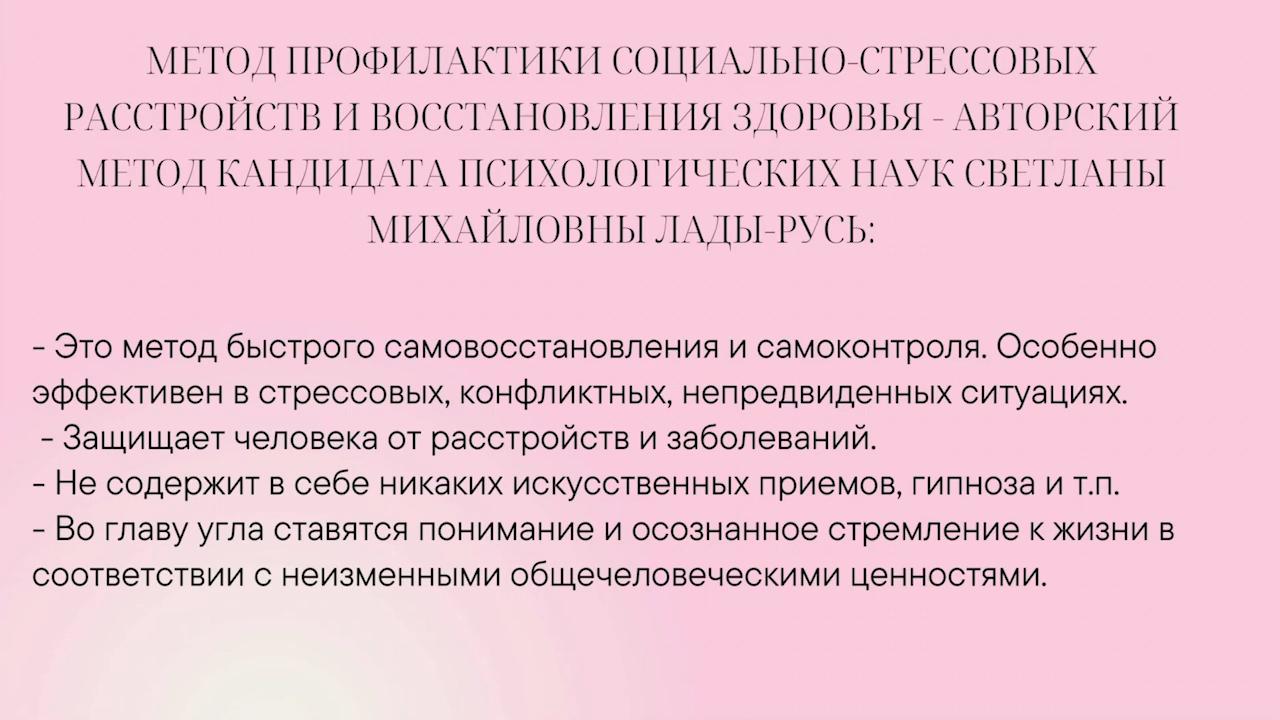 МЕТОД ПРОФИЛАКТИКИ СОЦИАЛЬНО-СТРЕССОВЫХ
РАССТРОЙСТВ И ВОССТАНОВЛЕНИЯ ЗДОРОВЬЯ - АВТОРСКИЙ
МЕТОД КАНДИДАТА ПСИХОЛОГИЧЕСКИХ НАУК СВЕТЛАНЫ
МИХАЙЛОВНЫ ЛАДЫ-РУСЬ:
- Это метод быстрого самовосстановления и самоконтроля. Особенно
эффективен в стрессовых, конфликтных, непредвиденных ситуациях.
- Защищает человека от расстройств и заболеваний.
- Не содержит в себе никаких искусственных приемов, гипноза и т.п.
- Во главу угла ставятся понимание и осознанное стремление к жизни в
соответствии с неизменными общечеловеческими ценностями.